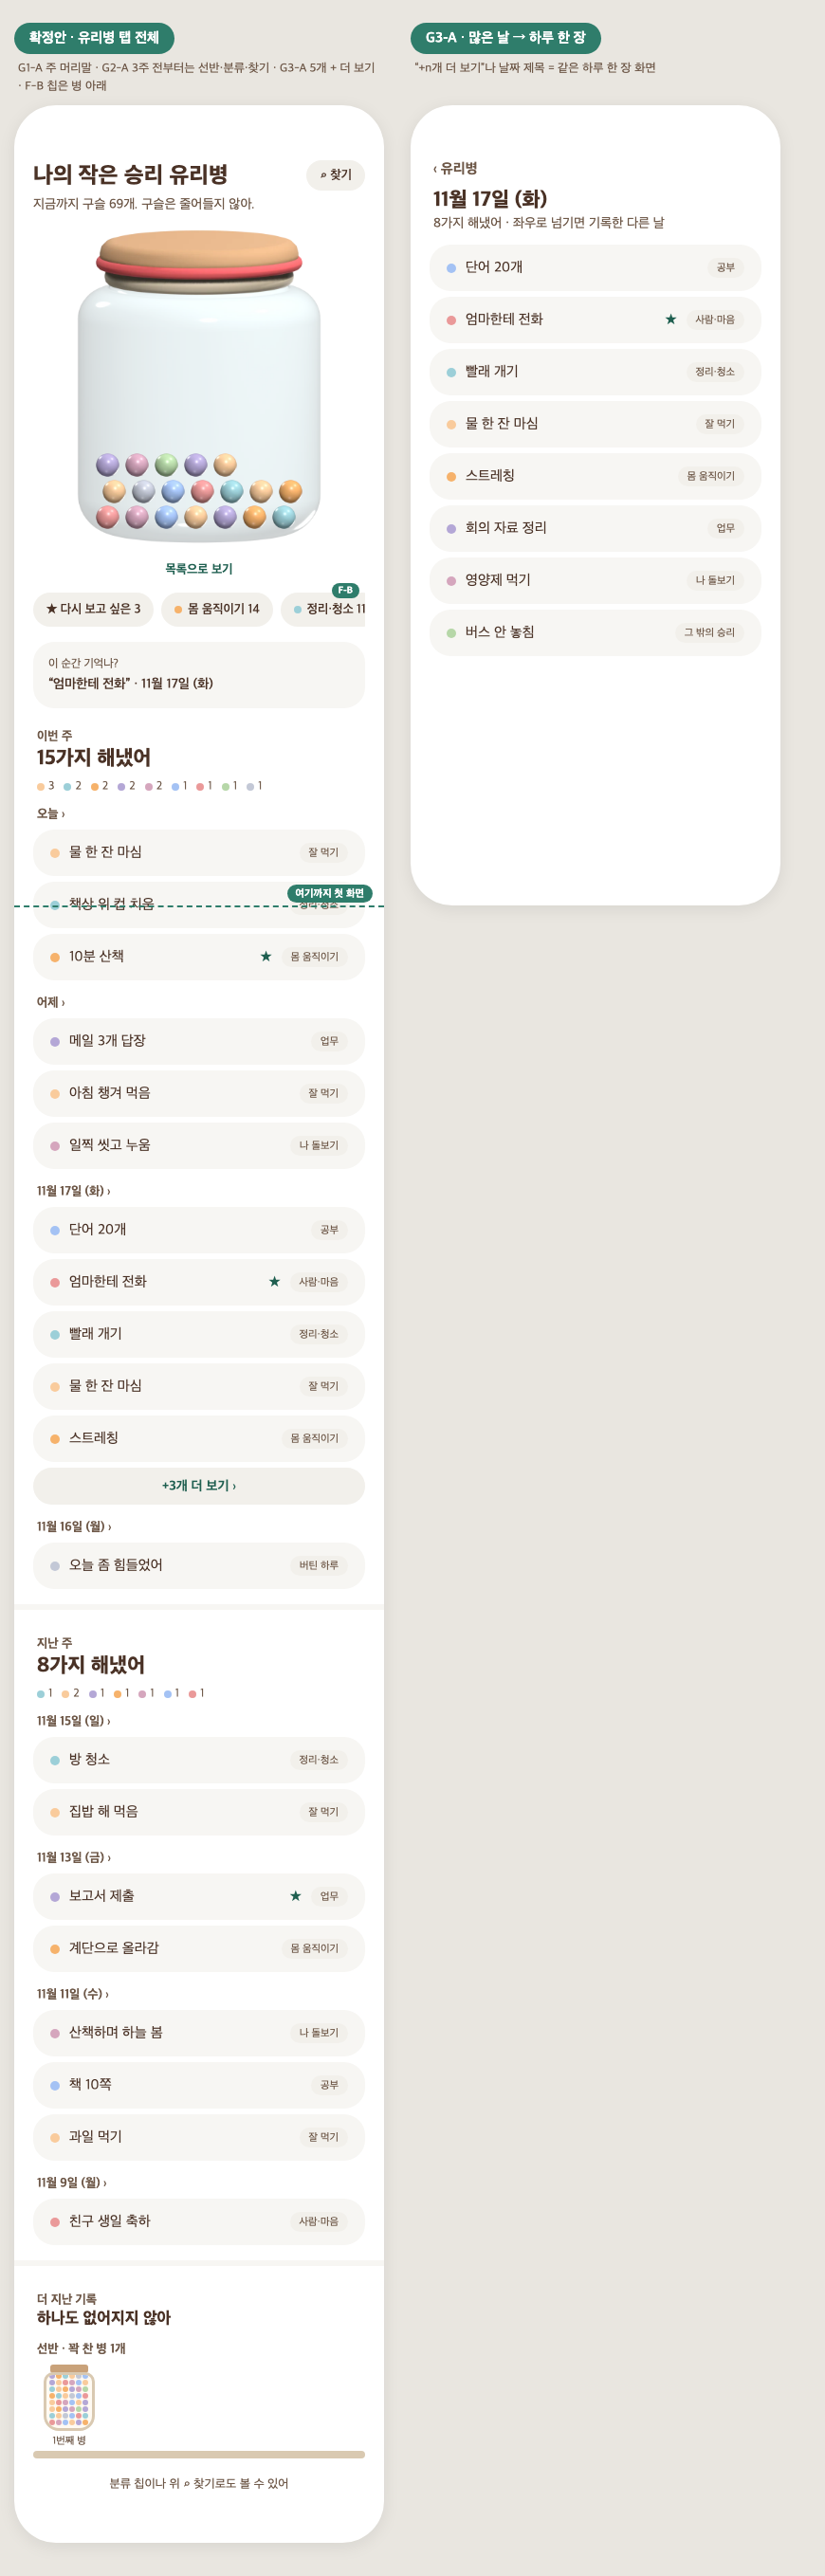 확정안 · 유리병 탭 전체
G1-A 주 머리말 · G2-A 3주 전부터는 선반·분류·찾기 · G3-A 5개 + 더 보기
· F-B 칩은 병 아래
나의 작은 승리 유리병
⌕ 찾기
지금까지 구슬 69개. 구슬은 줄어들지 않아.
목록으로 보기
F-B
★ 다시 보고 싶은 3
몸 움직이기 14
정리·청소 11
이 순간 기억나?
“엄마한테 전화” · 11월 17일 (화)
이번 주
15가지 해냈어
3 2 2 2 2 1 1 1 1
오늘 ›
물 한 잔 마심 잘 먹기
여기까지 첫 화면
책상 위 컵 치움 정리·청소
10분 산책 ★ 몸 움직이기
어제 ›
메일 3개 답장 업무
아침 챙겨 먹음 잘 먹기
일찍 씻고 누움 나 돌보기
11월 17일 (화) ›
단어 20개 공부
엄마한테 전화 ★ 사람·마음
빨래 개기 정리·청소
물 한 잔 마심 잘 먹기
스트레칭 몸 움직이기
+3개 더 보기 ›
11월 16일 (월) ›
오늘 좀 힘들었어 버틴 하루
지난 주
8가지 해냈어
1 2 1 1 1 1 1
11월 15일 (일) ›
방 청소 정리·청소
집밥 해 먹음 잘 먹기
11월 13일 (금) ›
보고서 제출 ★ 업무
계단으로 올라감 몸 움직이기
11월 11일 (수) ›
산책하며 하늘 봄 나 돌보기
책 10쪽 공부
과일 먹기 잘 먹기
11월 9일 (월) ›
친구 생일 축하 사람·마음
더 지난 기록
하나도 없어지지 않아
선반 · 꽉 찬 병 1개
1번째 병
분류 칩이나 위 ⌕ 찾기로도 볼 수 있어
G3-A · 많은 날 → 하루 한 장
"+n개 더 보기"나 날짜 제목 = 같은 하루 한 장 화면
‹ 유리병
11월 17일 (화)
8가지 해냈어 · 좌우로 넘기면 기록한 다른 날
단어 20개 공부
엄마한테 전화 ★ 사람·마음
빨래 개기 정리·청소
물 한 잔 마심 잘 먹기
스트레칭 몸 움직이기
회의 자료 정리 업무
영양제 먹기 나 돌보기
버스 안 놓침 그 밖의 승리